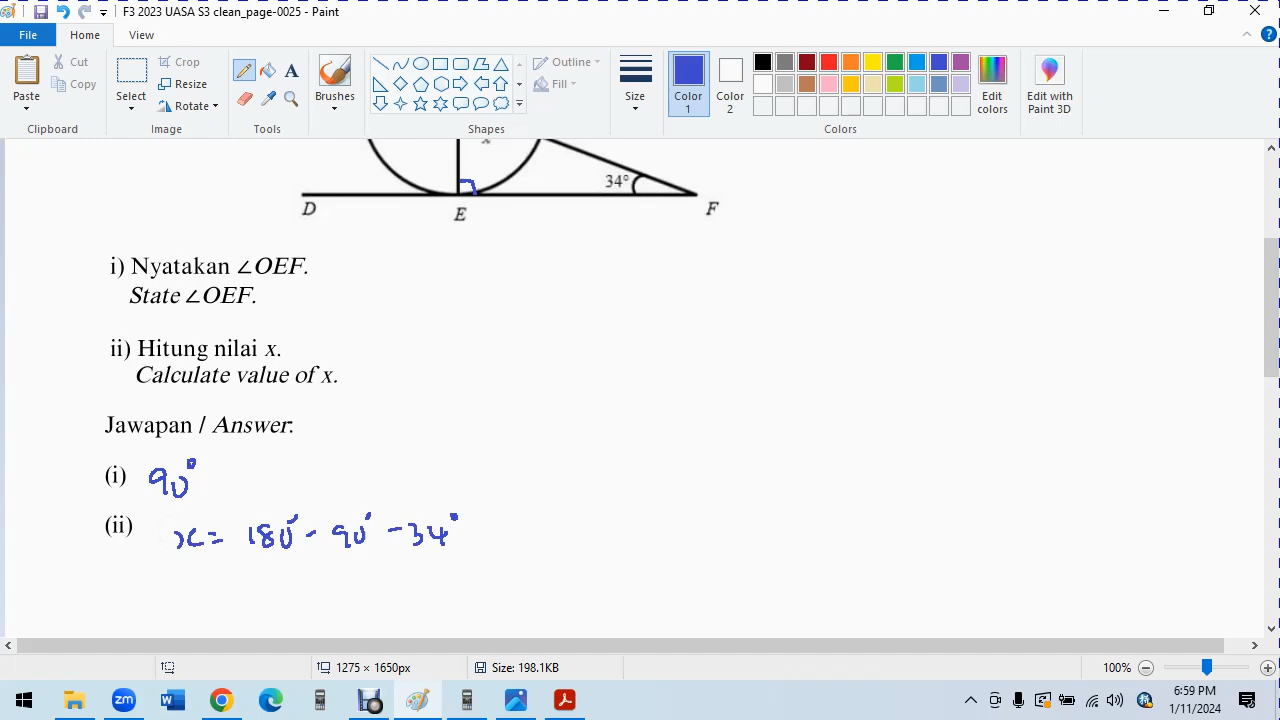 F3 2023 UASA S3 clean_page-0025 - Paint
File Home View
Paste Cut Copy Select Crop Resize Rotate A Brushes Outline Fill Size Color 1 Color 2 Edit colors Edit with Paint 3D
Clipboard Image Tools Shapes Colors
34°
D E F
i) Nyatakan ∠OEF.
State ∠OEF.
ii) Hitung nilai x.
Calculate value of x.
Jawapan / Answer:
(i) 90°
(ii) x = 180° - 90° - 34°
1275 × 1650px Size: 198.1KB 100%
zm W
6:59 PM
1/11/2024